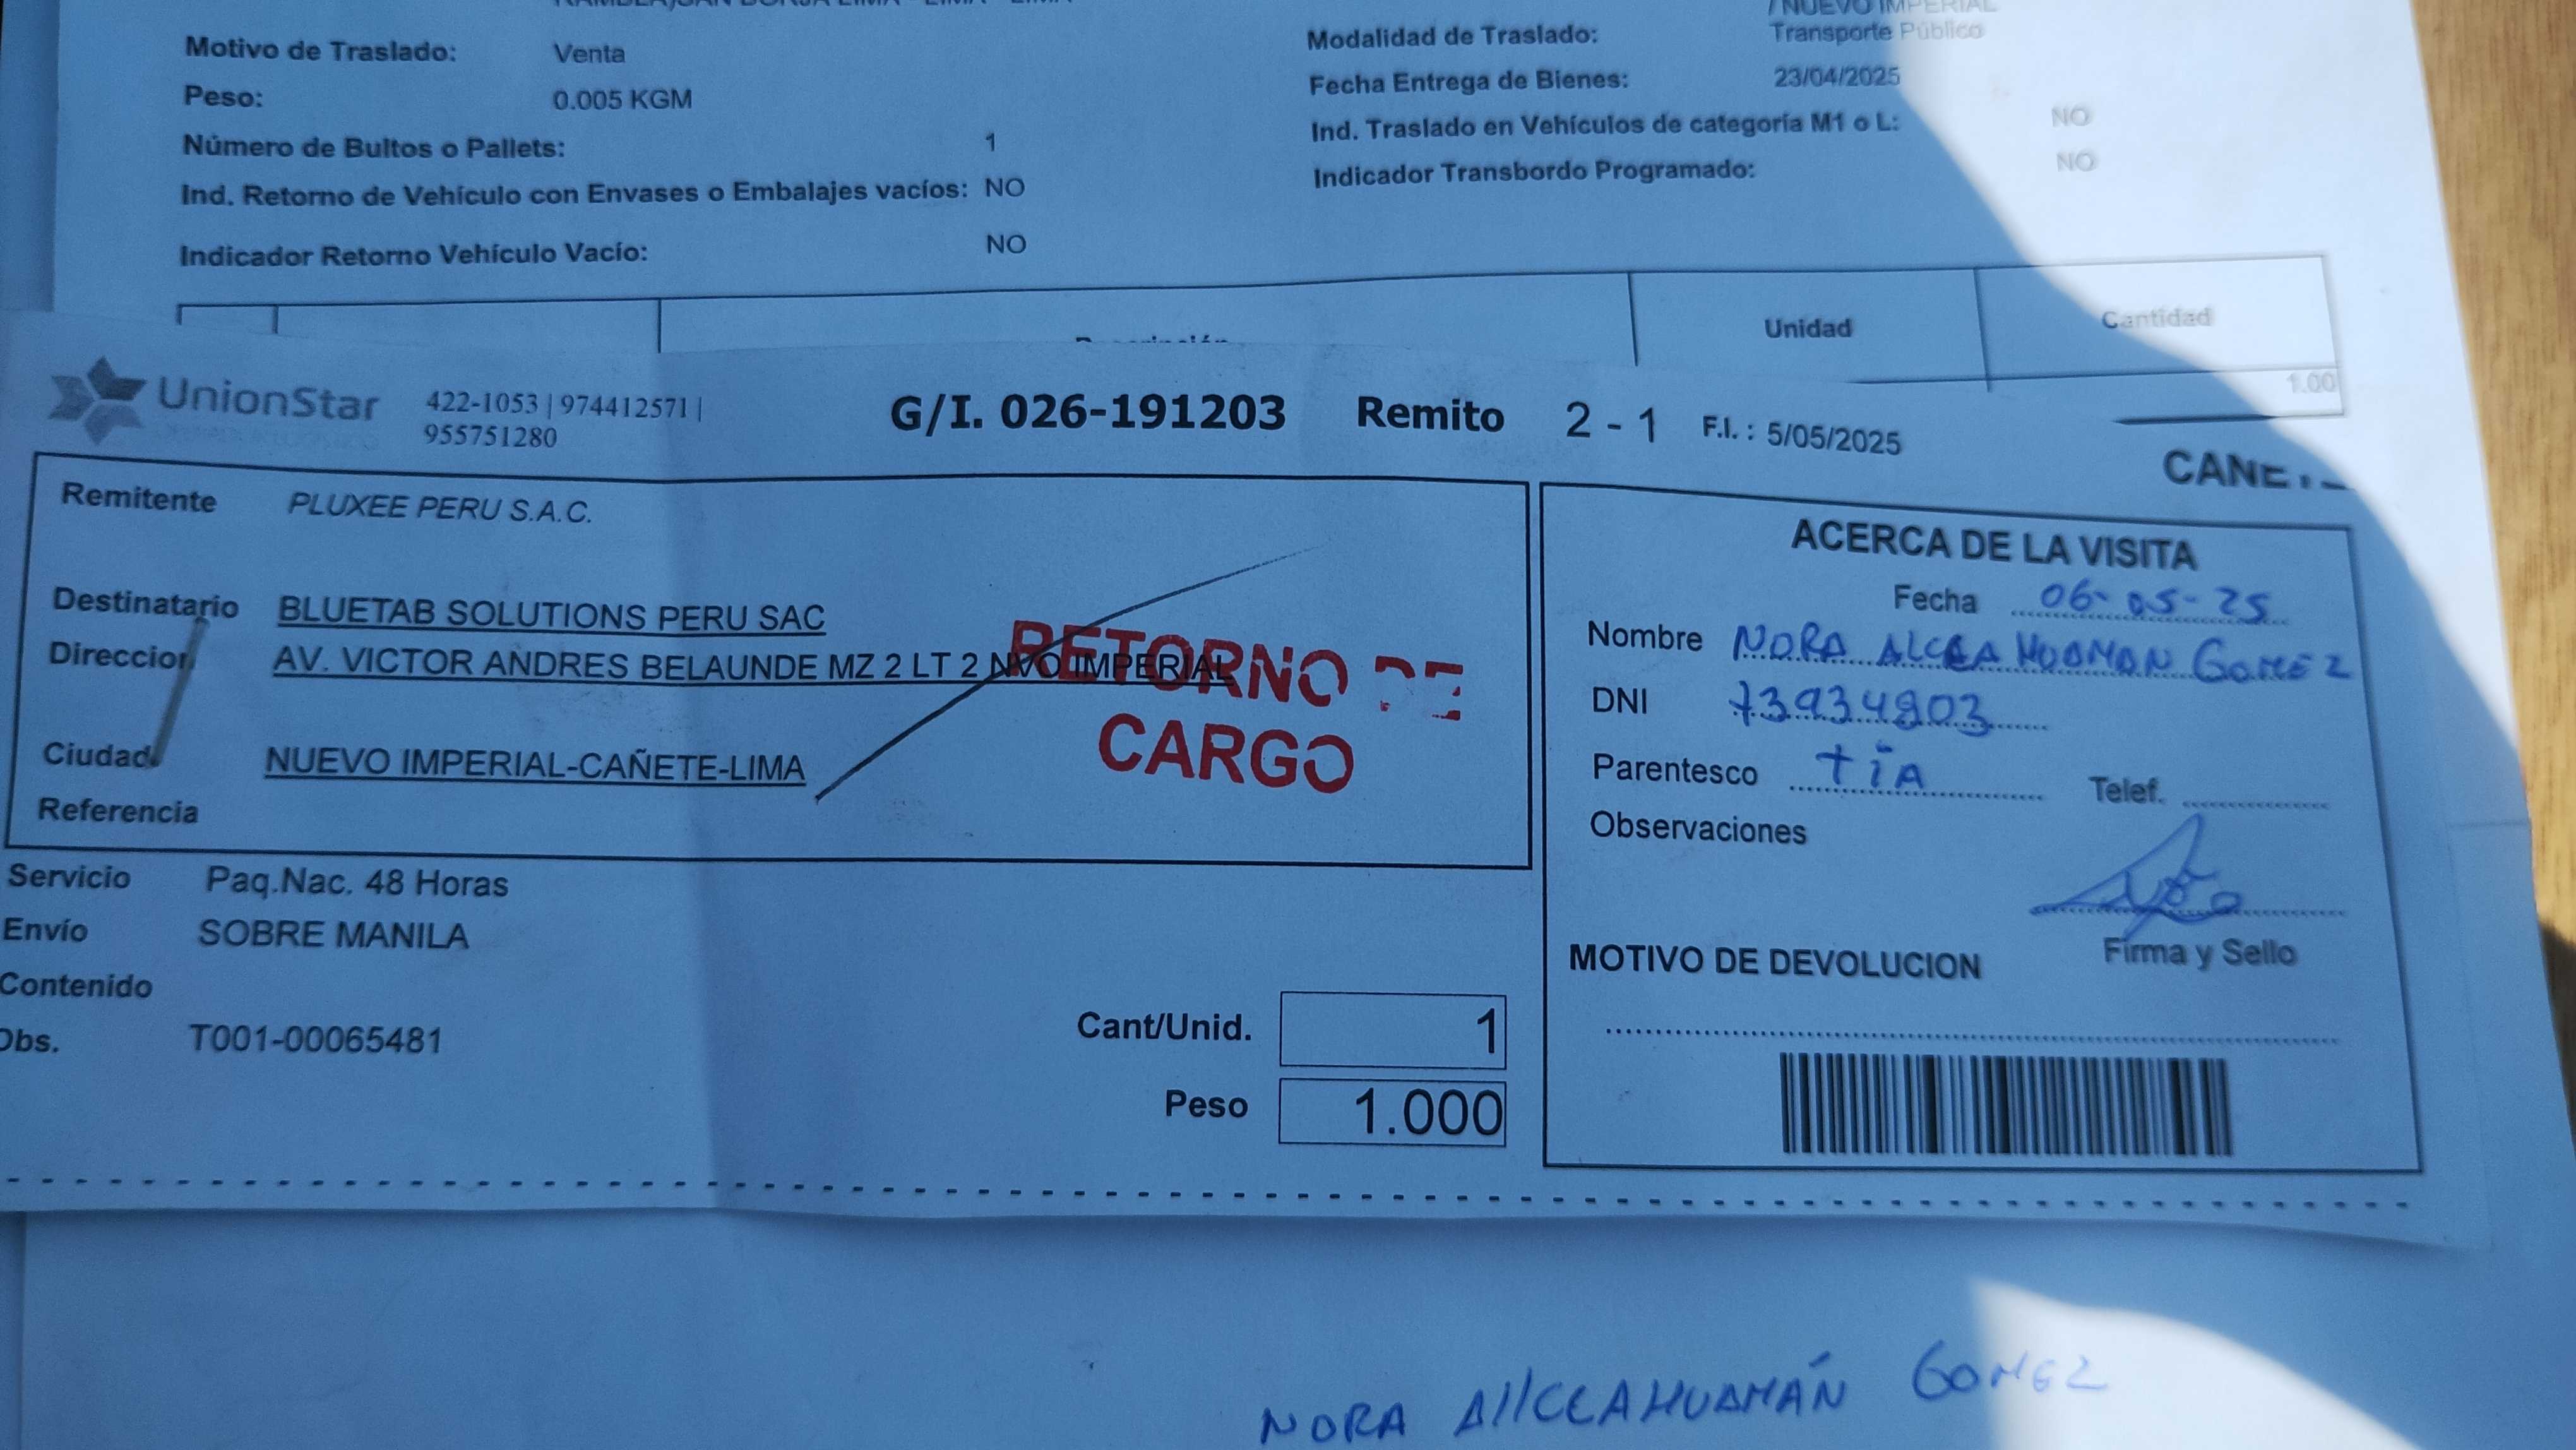 /NUEVO IMPERIAL
Motivo de Traslado: Venta
Modalidad de Traslado: Transporte Público
Peso: 0.005 KGM
Fecha Entrega de Bienes: 23/04/2025
Número de Bultos o Pallets: 1
Ind. Traslado en Vehículos de categoría M1 o L: NO
Ind. Retorno de Vehículo con Envases o Embalajes vacíos: NO
Indicador Transbordo Programado: NO
Indicador Retorno Vehículo Vacío: NO
Unidad Cantidad
1.00
UnionStar 422-1053 | 974412571 |
955751280
G/I. 026-191203 Remito 2 - 1 F.I. : 5/05/2025
Remitente PLUXEE PERU S.A.C.
Destinatario BLUETAB SOLUTIONS PERU SAC
Direccion AV. VICTOR ANDRES BELAUNDE MZ 2 LT 2 NVO IMPERIAL
Ciudad NUEVO IMPERIAL-CAÑETE-LIMA
Referencia
RETORNO DE
CARGO
Servicio Paq.Nac. 48 Horas
Envío SOBRE MANILA
Contenido
Obs. T001-00065481
Cant/Unid. 1
Peso 1.000
ACERCA DE LA VISITA
Fecha 06-05-25
Nombre NORA ALCCA HUAMAN GOMEZ
DNI 73934903
Parentesco tiA
Telef.
Observaciones
Firma y Sello
MOTIVO DE DEVOLUCION
NORA AllCCAHUAMÁN GOMEZ